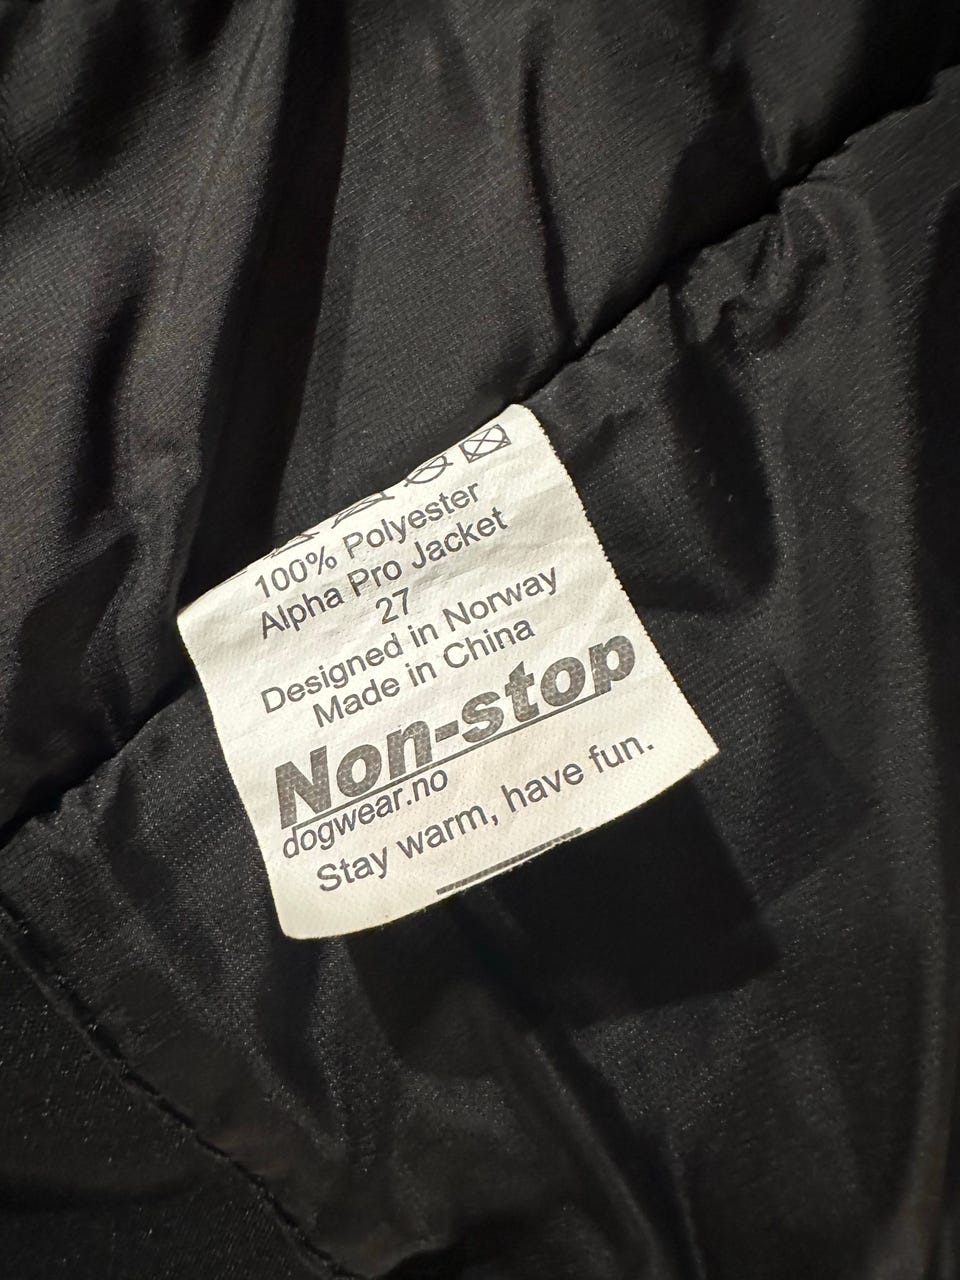 100% Polyester
Alpha Pro Jacket
27
Designed in Norway
Made in China
Non-stop
dogwear.no
Stay warm, have fun.